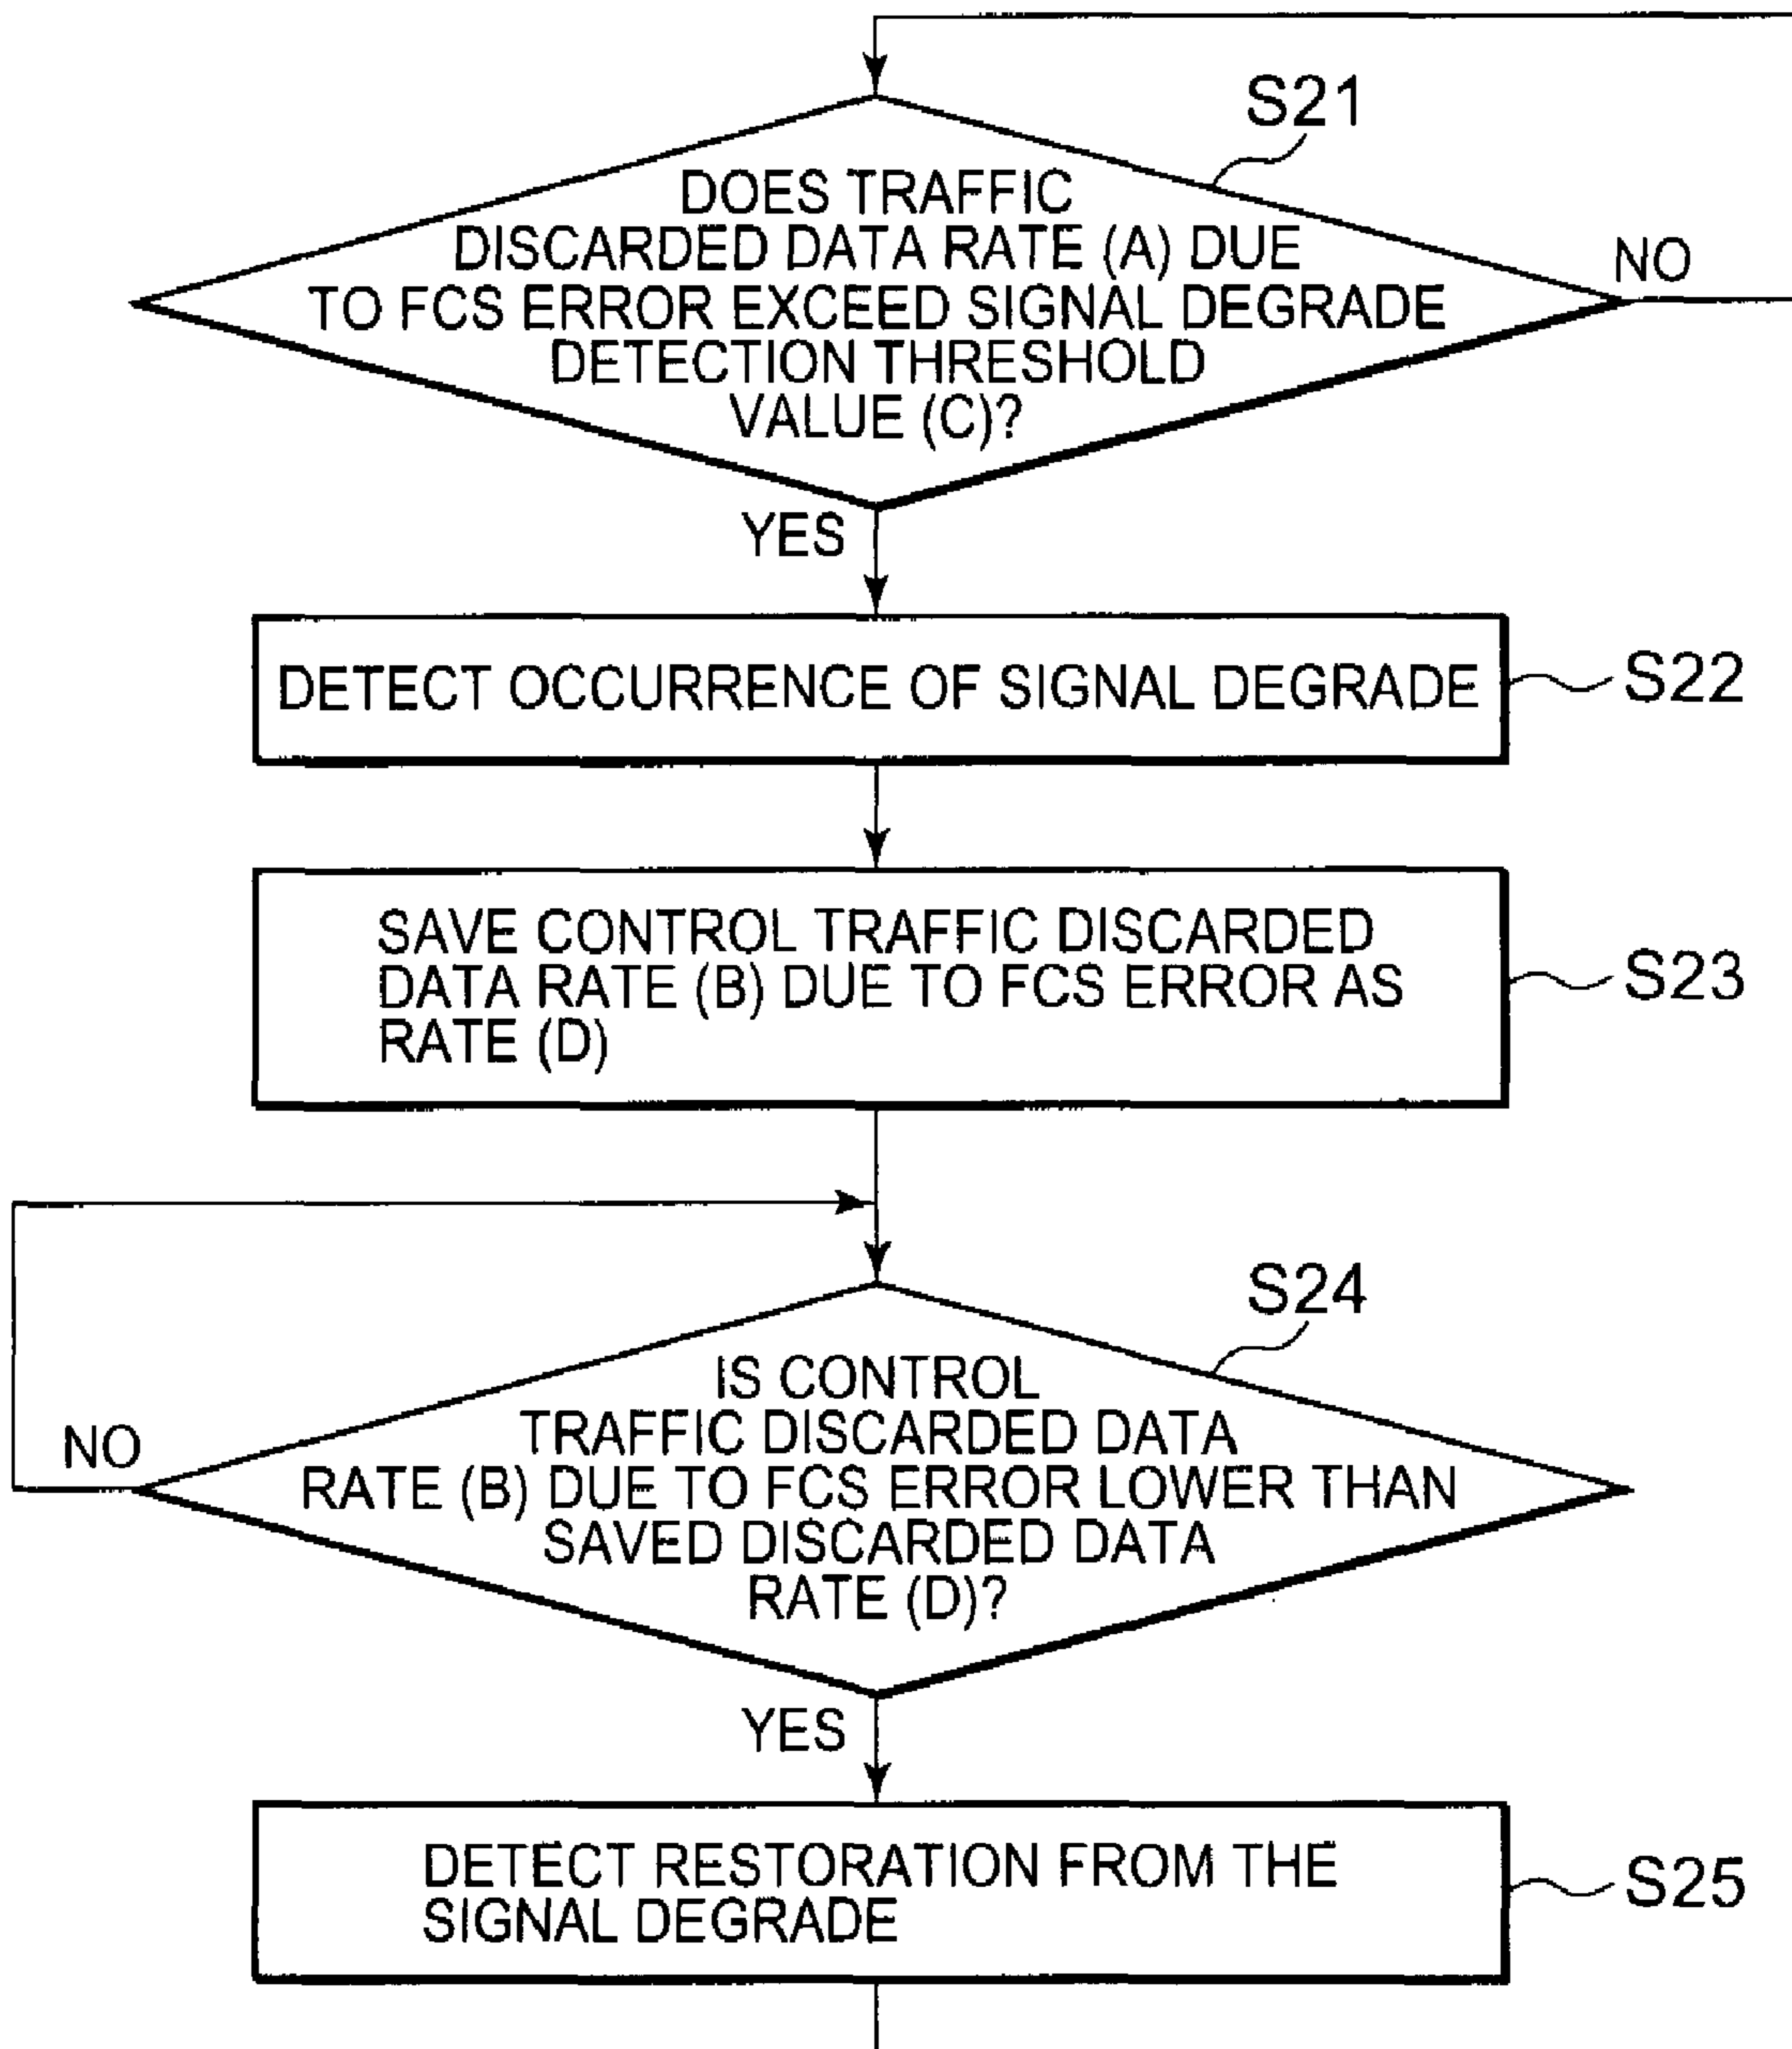 S21
DOES TRAFFIC
DISCARDED DATA RATE (A) DUE
TO FCS ERROR EXCEED SIGNAL DEGRADE
DETECTION THRESHOLD
VALUE (C)?
NO
YES
DETECT OCCURRENCE OF SIGNAL DEGRADE
S22
SAVE CONTROL TRAFFIC DISCARDED
DATA RATE (B) DUE TO FCS ERROR AS
RATE (D)
S23
S24
IS CONTROL
TRAFFIC DISCARDED DATA
RATE (B) DUE TO FCS ERROR LOWER THAN
SAVED DISCARDED DATA
RATE (D)?
NO
YES
DETECT RESTORATION FROM THE
SIGNAL DEGRADE
S25